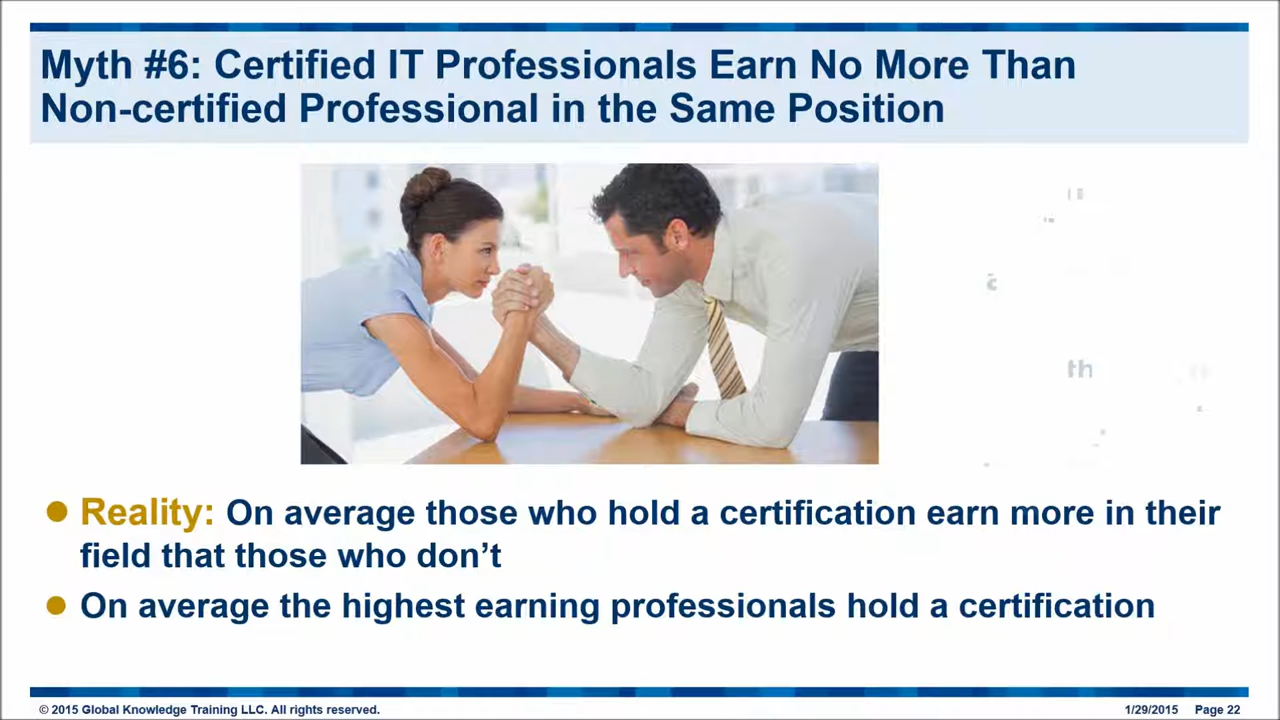 Myth #6: Certified IT Professionals Earn No More Than
Non-certified Professional in the Same Position
● Reality: On average those who hold a certification earn more in their
field that those who don’t
● On average the highest earning professionals hold a certification
© 2015 Global Knowledge Training LLC. All rights reserved.
1/29/2015 Page 22